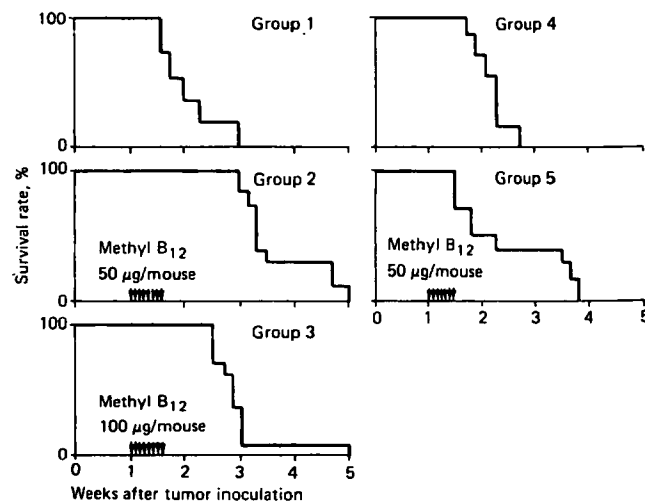 100
Group 1
0
Group 4
Survival rate, %
100
Group 2
Methyl B12
50 μg/mouse
0
0 1 2 3 4 5
Group 5
Methyl B12
50 μg/mouse
100
Group 3
Methyl B12
100 μg/mouse
0
0 1 2 3 4 5
Weeks after tumor inoculation